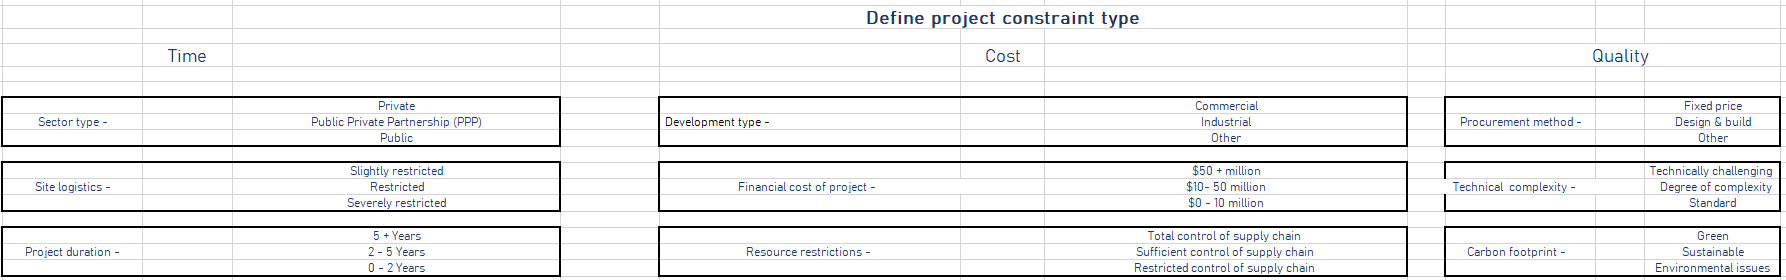 Define project constraint type
Time Cost Quality
Private Commercial Fixed price
Sector type - Public Private Partnership (PPP) Development type - Industrial Procurement method - Design & build
Public Other Other
Slightly restricted $50 + million Technically challenging
Site logistics - Restricted Financial cost of project - $10- 50 million Technical complexity - Degree of complexity
Severely restricted $0 - 10 million Standard
5 + Years Total control of supply chain Green
Project duration - 2 - 5 Years Resource restrictions - Sufficient control of supply chain Carbon footprint - Sustainable
0 - 2 Years Restricted control of supply chain Environmental issues